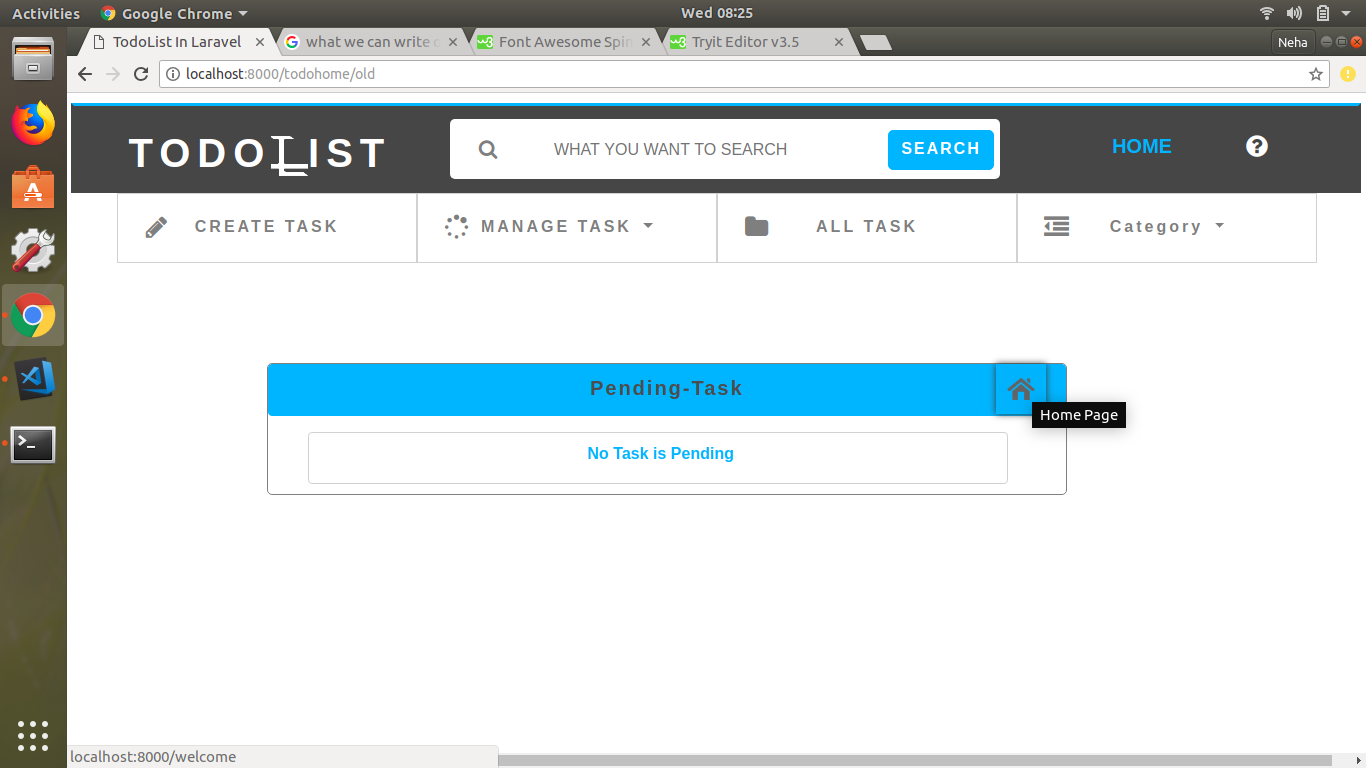 Activities Google Chrome Wed 08:25
TodoList In Laravel what we can write Font Awesome Spin Tryit Editor v3.5 Neha
localhost:8000/todohome/old
TODOLIST WHAT YOU WANT TO SEARCH SEARCH HOME
CREATE TASK MANAGE TASK ALL TASK Category
Pending-Task
Home Page
No Task is Pending
localhost:8000/welcome